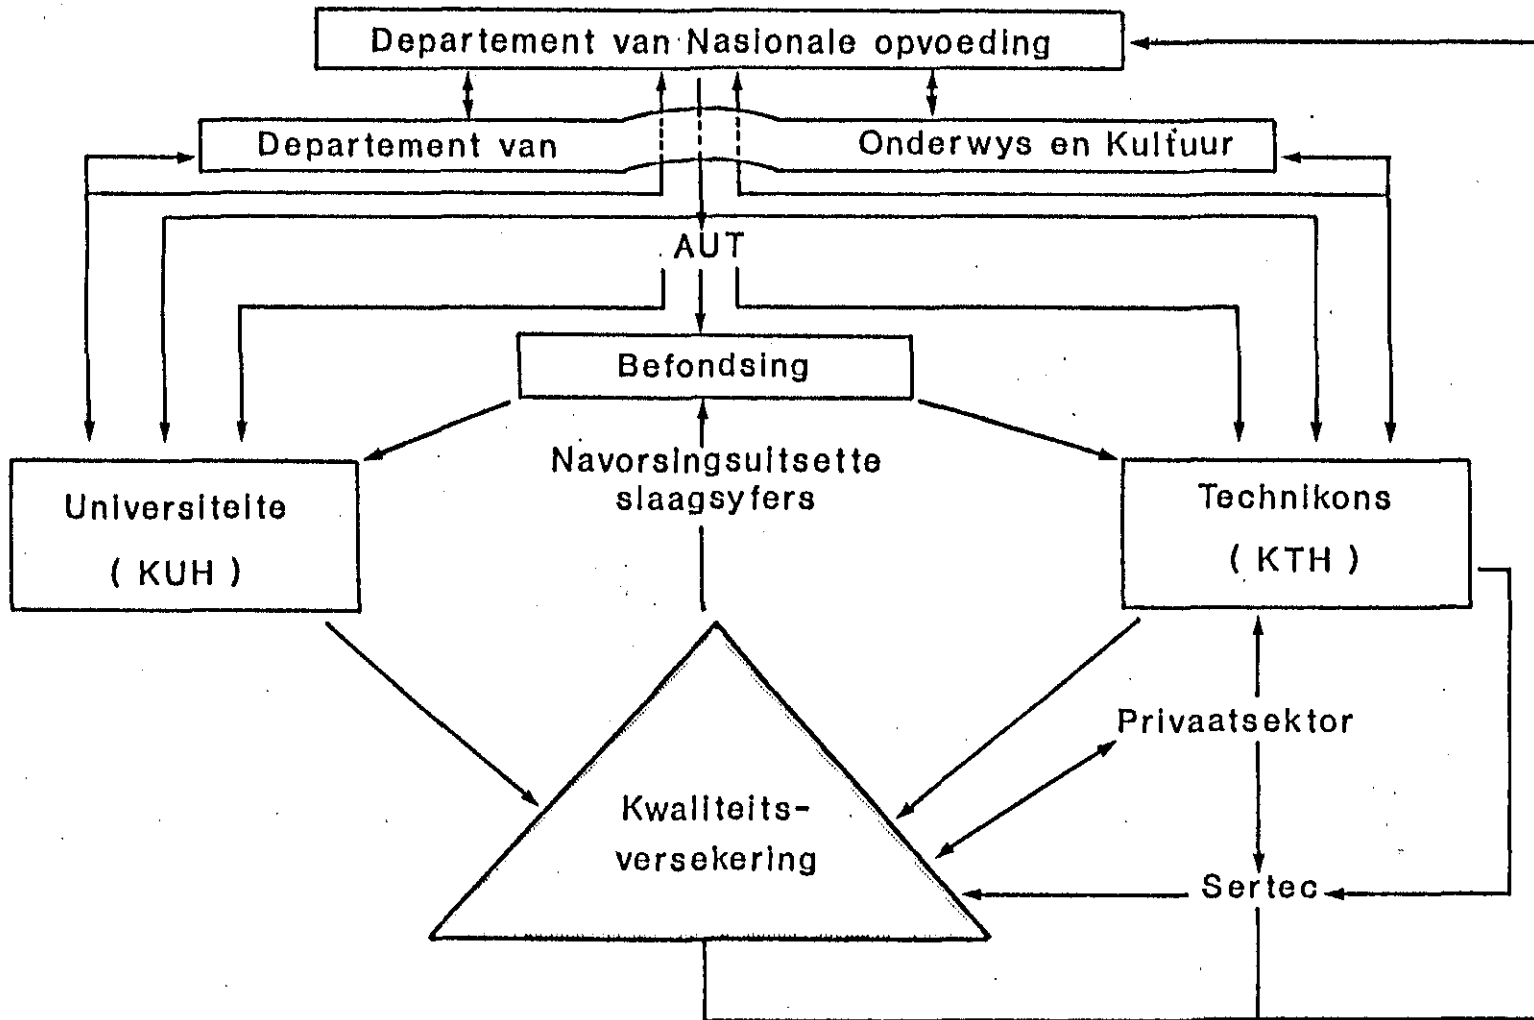 Departement van Nasionale opvoeding
Departement van Onderwys en Kultuur
AUT
Befondsing
Navorsingsuitsette
slaagsyfers
Universiteite
( KUH )
Technikons
( KTH )
Privaatsektor
Kwaliteits-
versekering
Sertec